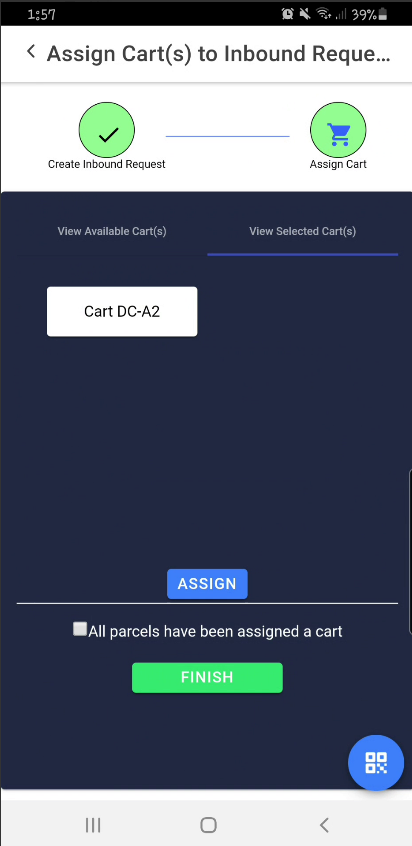 1:57
39%
Assign Cart(s) to Inbound Reque...
Create Inbound Request
Assign Cart
View Available Cart(s)
View Selected Cart(s)
Cart DC-A2
ASSIGN
All parcels have been assigned a cart
FINISH